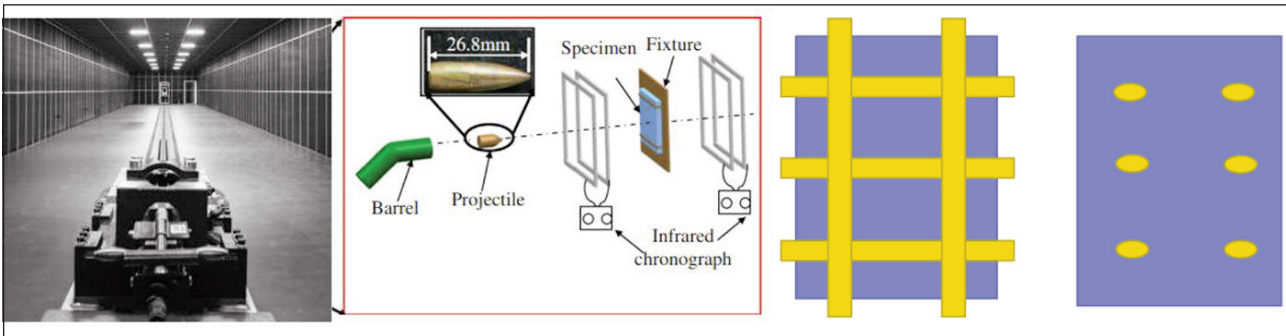 26.8mm
Specimen
Fixture
Barrel
Projectile
Infrared
chronograph